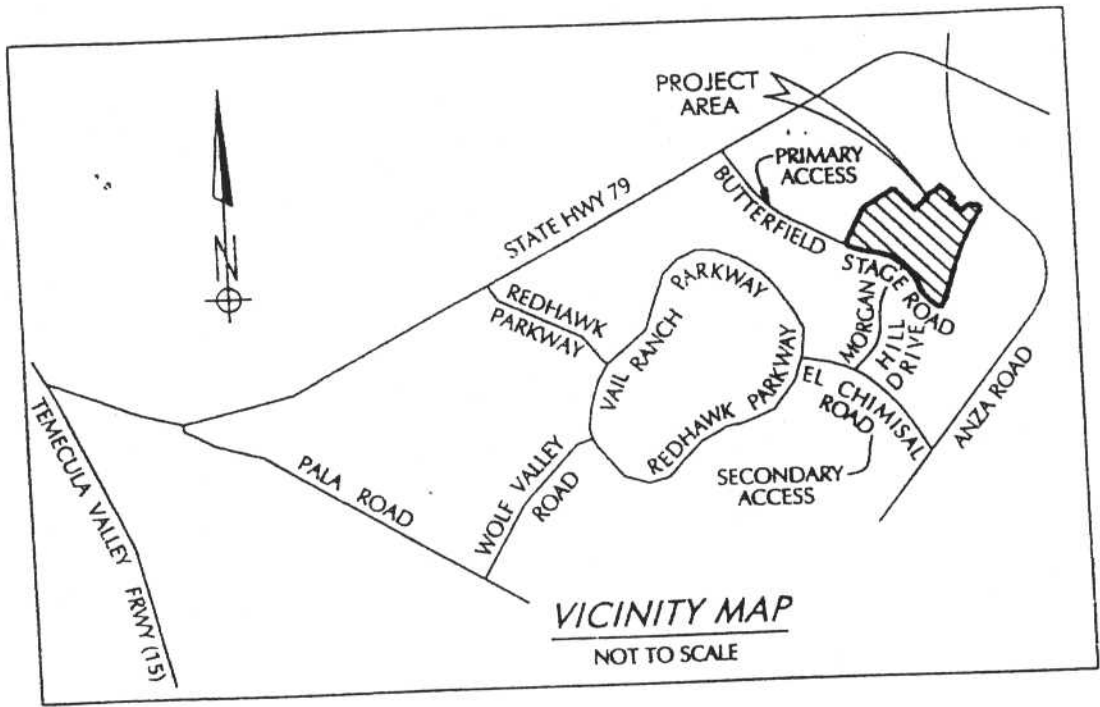 PROJECT
AREA
PRIMARY
ACCESS
STATE HWY 79
BUTTERFIELD
STAGE ROAD
N
REDHAWK
PARKWAY
VAIL RANCH
PARKWAY
MORGAN
HILL
DRIVE
REDHAWK PARKWAY
EL CHIMISAL
ROAD
ANZA ROAD
SECONDARY
ACCESS
WOLF VALLEY
ROAD
PALA ROAD
TEMECULA VALLEY FRWY (15)
VICINITY MAP
NOT TO SCALE